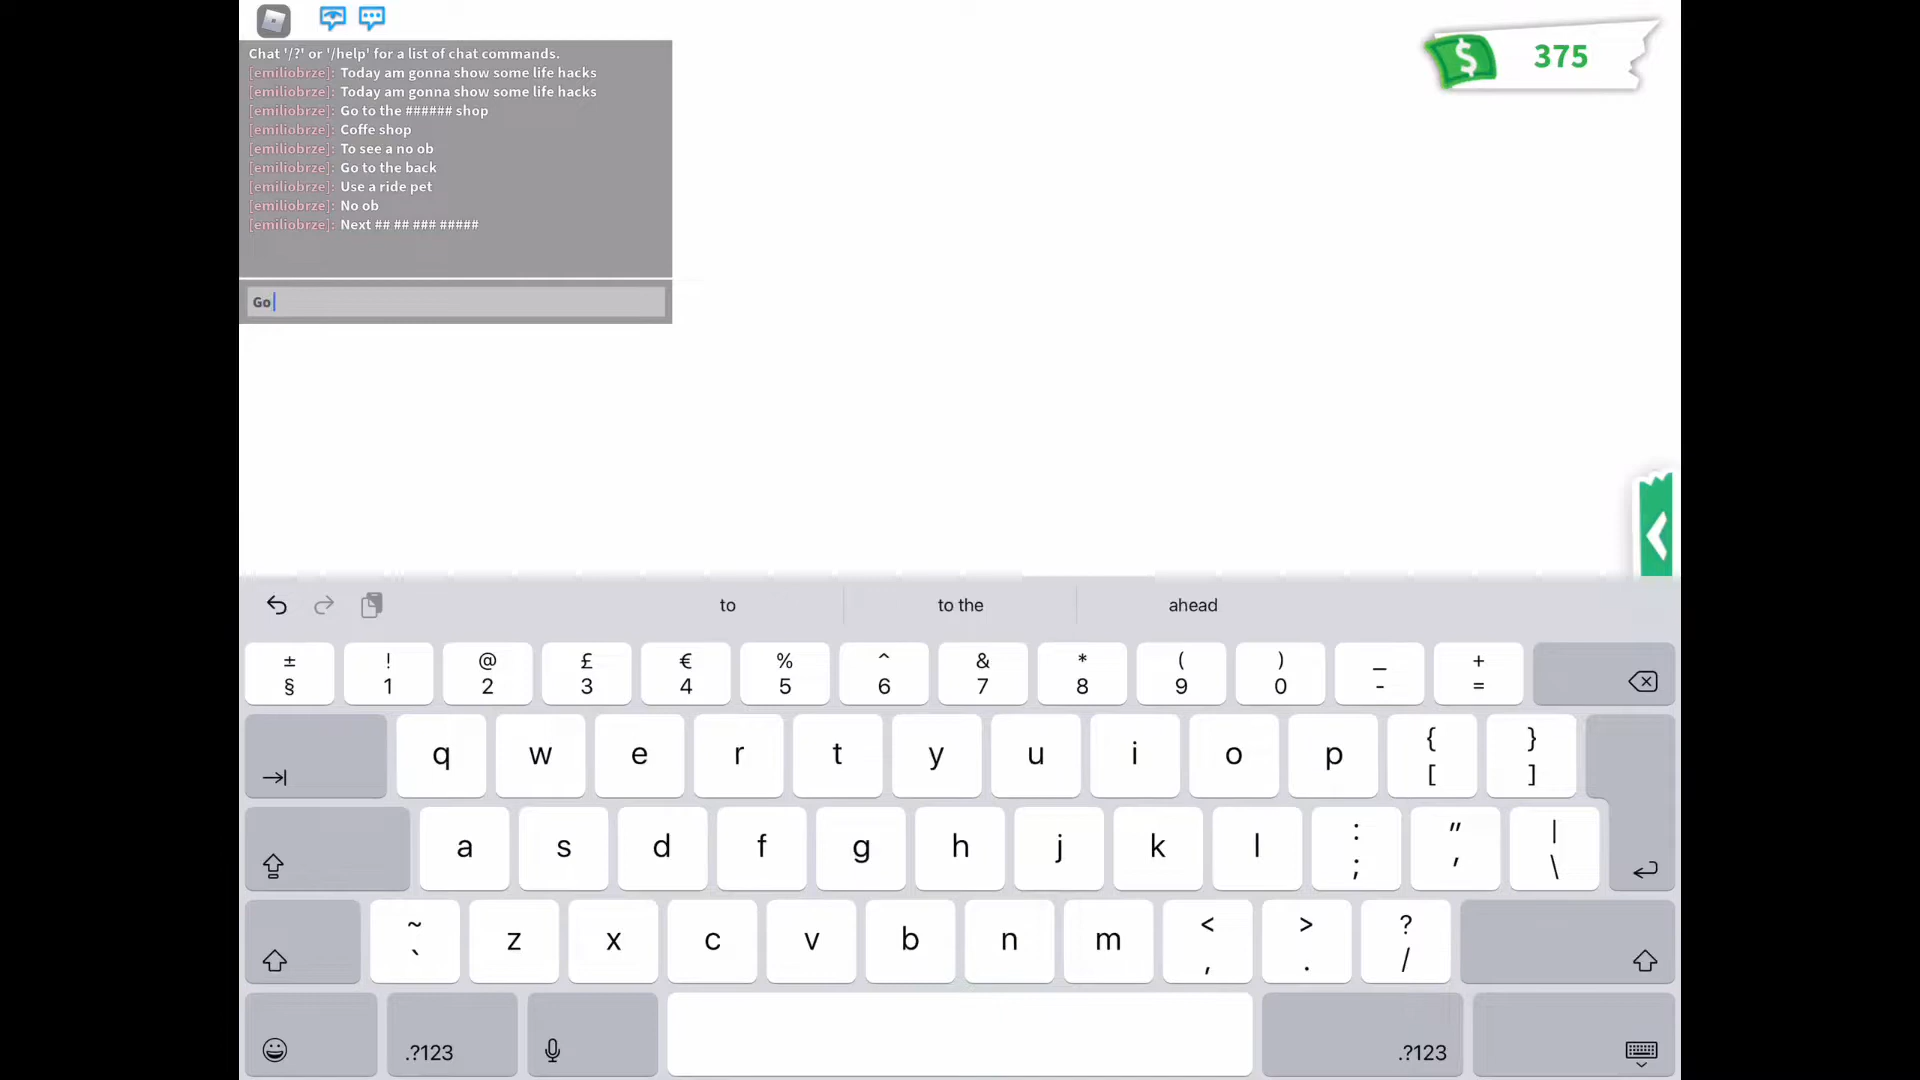 Chat '/?' or '/help' for a list of chat commands.
[emiliobrze]: Today am gonna show some life hacks
[emiliobrze]: Today am gonna show some life hacks
[emiliobrze]: Go to the ###### shop
[emiliobrze]: Coffe shop
[emiliobrze]: To see a no ob
[emiliobrze]: Go to the back
[emiliobrze]: Use a ride pet
[emiliobrze]: No ob
[emiliobrze]: Next ## ## ### #####
Go
$ 375
to to the ahead
± ! @ £ € % ^ & * ( ) _ +
§ 1 2 3 4 5 6 7 8 9 0 - =
q w e r t y u i o p { [ } ]
a s d f g h j k l : ; " ' | \
~ ` z x c v b n m < , > . ? /
.?123 .?123